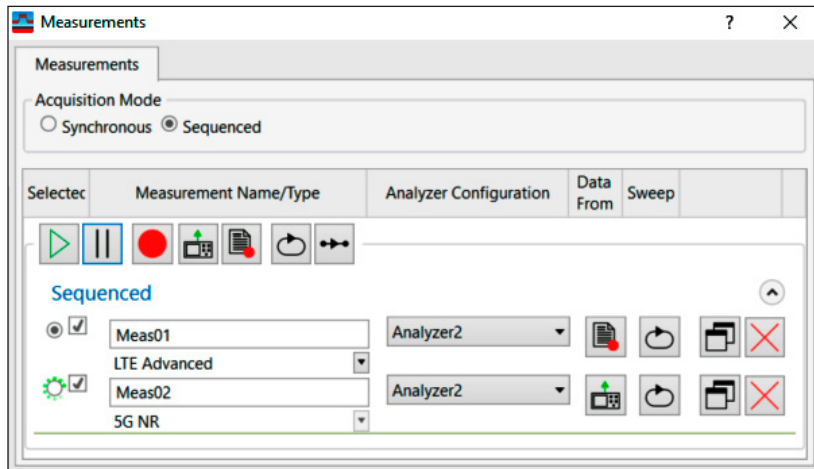 Measurements
?
Measurements
Acquisition Mode
Synchronous Sequenced
Selectec Measurement Name/Type Analyzer Configuration Data From Sweep
Sequenced
Meas01 Analyzer2
LTE Advanced
Meas02 Analyzer2
5G NR